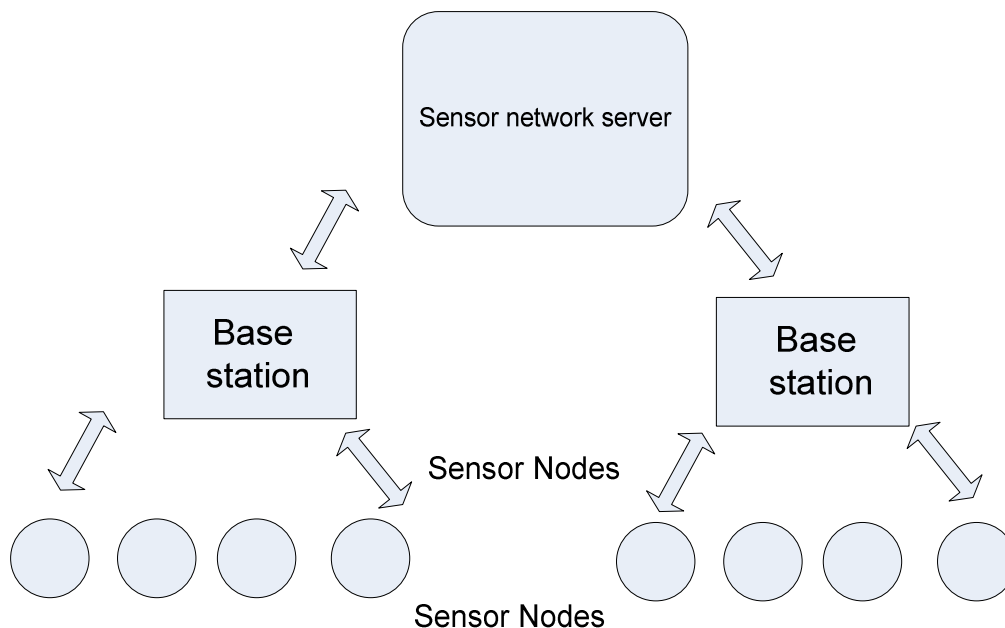 Sensor network server
Base
station
Base
station
Sensor Nodes
Sensor Nodes